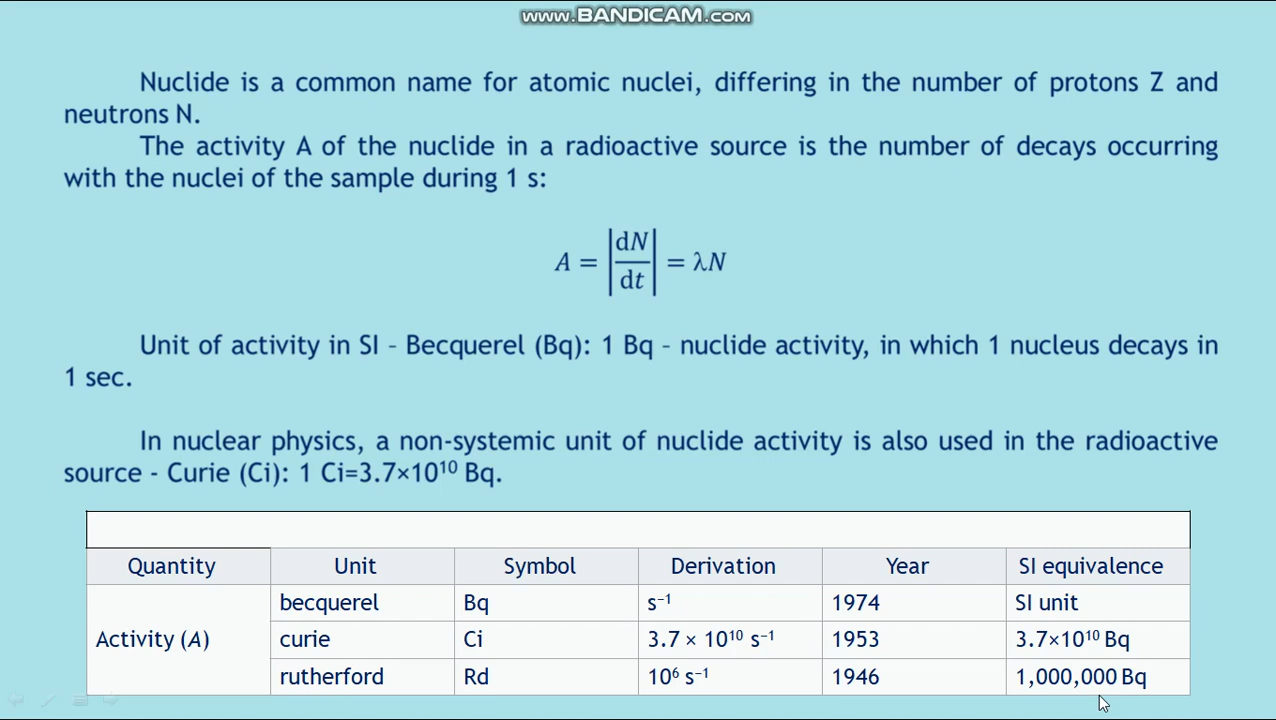 www.BANDICAM.com
Nuclide is a common name for atomic nuclei, differing in the number of protons Z and
neutrons N.
The activity A of the nuclide in a radioactive source is the number of decays occurring
with the nuclei of the sample during 1 s:
A = |dN/dt| = λN
Unit of activity in SI – Becquerel (Bq): 1 Bq – nuclide activity, in which 1 nucleus decays in
1 sec.
In nuclear physics, a non-systemic unit of nuclide activity is also used in the radioactive
source - Curie (Ci): 1 Ci=3.7×10¹⁰ Bq.
Quantity Unit Symbol Derivation Year SI equivalence
becquerel Bq s⁻¹ 1974 SI unit
Activity (A) curie Ci 3.7 × 10¹⁰ s⁻¹ 1953 3.7×10¹⁰ Bq
rutherford Rd 10⁶ s⁻¹ 1946 1,000,000 Bq